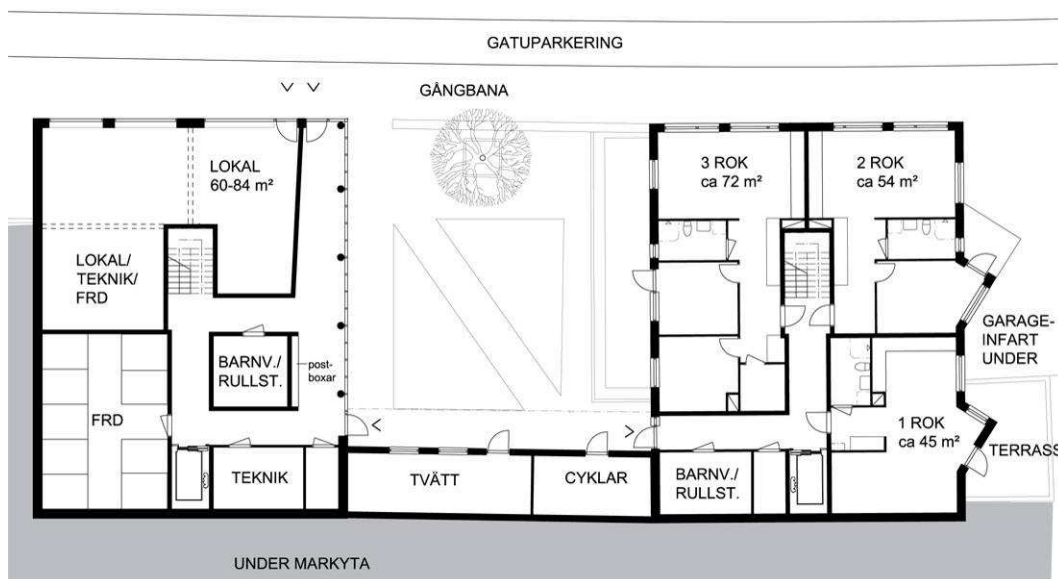 GATUPARKERING
GÅNGBANA
LOKAL
60-84 m²
3 ROK
ca 72 m²
2 ROK
ca 54 m²
LOKAL/
TEKNIK/
FRD
GARAGE-
INFART
UNDER
BARNV./
RULLST.
post-
boxar
FRD
1 ROK
ca 45 m²
TERRASS
TEKNIK
TVÄTT
CYKLAR
BARNV./
RULLST.
UNDER MARKYTA